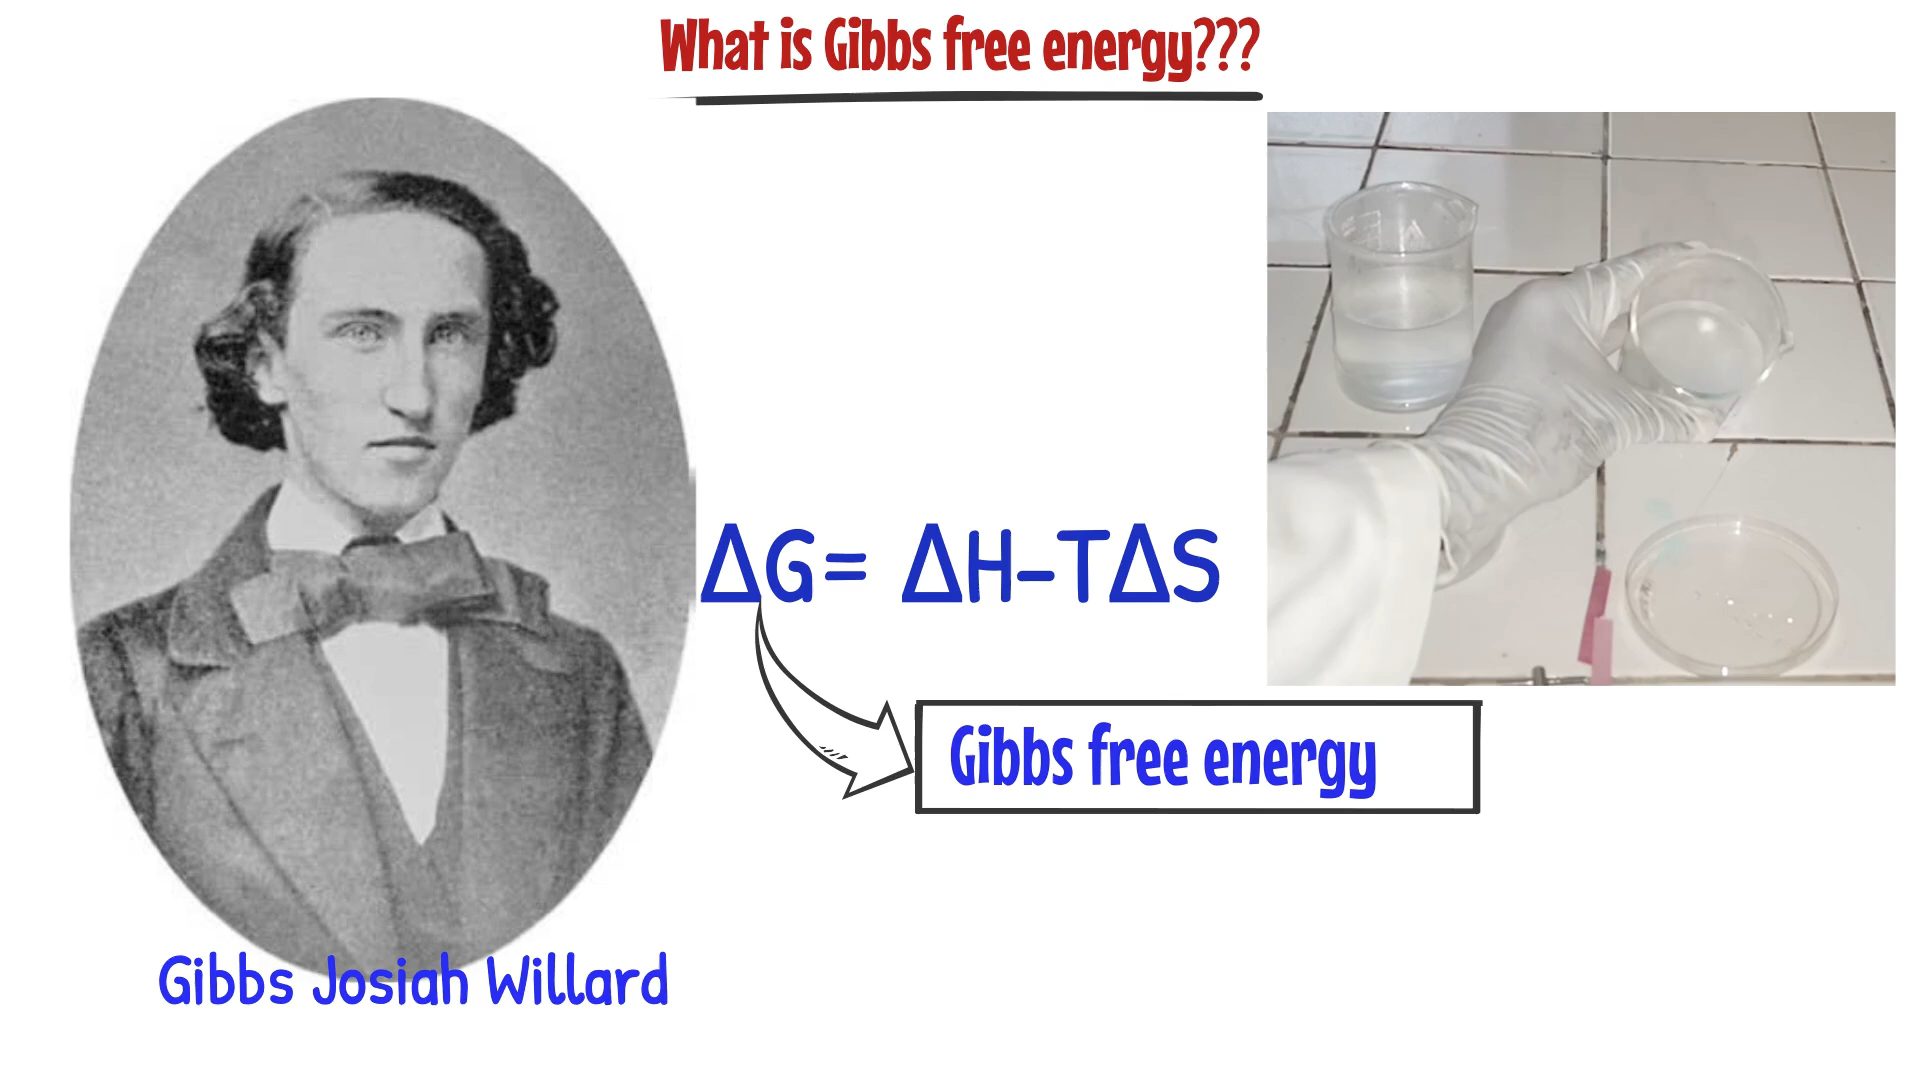 What is Gibbs free energy???
ΔG= ΔH-TΔS
Gibbs free energy
Gibbs Josiah Willard